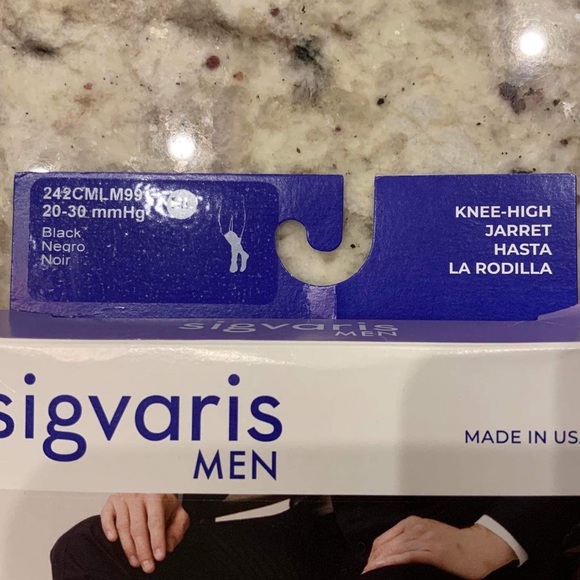 242CMLM99
20-30 mmHg
Black
Negro
Noir
KNEE-HIGH
JARRET
HASTA
LA RODILLA
sigvaris
MEN
sigvaris
MEN
MADE IN USA